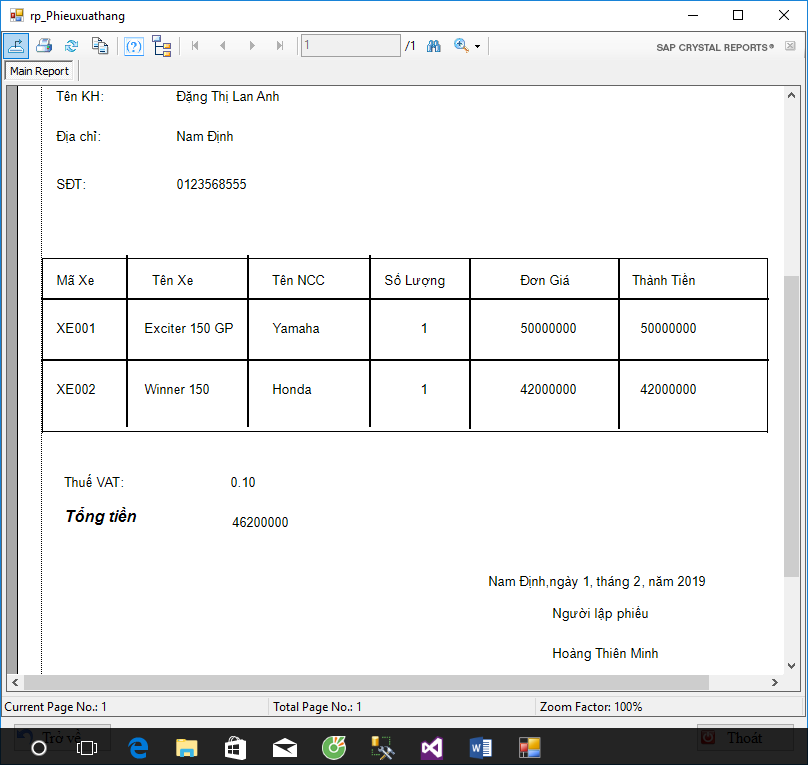 rp_Phieuxuathang
1 /1 SAP CRYSTAL REPORTS®
Main Report
Tên KH: Đặng Thị Lan Anh
Địa chỉ: Nam Định
SĐT: 0123568555
Mã Xe Tên Xe Tên NCC Số Lượng Đơn Giá Thành Tiền
XE001 Exciter 150 GP Yamaha 1 50000000 50000000
XE002 Winner 150 Honda 1 42000000 42000000
Thuế VAT: 0.10
Tổng tiền 46200000
Nam Định,ngày 1, tháng 2, năm 2019
Người lập phiếu
Hoàng Thiên Minh
Current Page No.: 1 Total Page No.: 1 Zoom Factor: 100%
Trở về Thoát